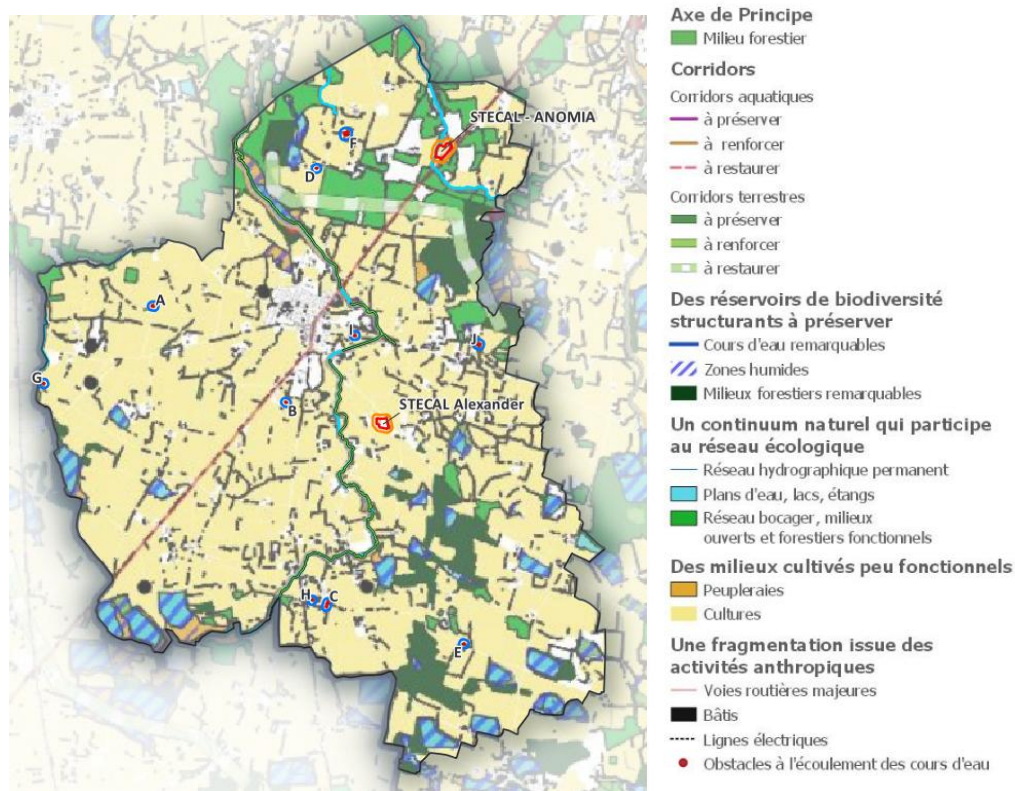 STECAL - ANOMIA
F
D
A
I
J
G
B
STECAL Alexander
H
C
E
Axe de Principe
Milieu forestier
Corridors
Corridors aquatiques
à préserver
à renforcer
à restaurer
Corridors terrestres
à préserver
à renforcer
à restaurer
Des réservoirs de biodiversité
structurants à préserver
Cours d'eau remarquables
Zones humides
Milieux forestiers remarquables
Un continuum naturel qui participe
au réseau écologique
Réseau hydrographique permanent
Plans d'eau, lacs, étangs
Réseau bocager, milieux
ouverts et forestiers fonctionnels
Des milieux cultivés peu fonctionnels
Peupleraies
Cultures
Une fragmentation issue des
activités anthropiques
Voies routières majeures
Bâtis
Lignes électriques
Obstacles à l'écoulement des cours d'eau